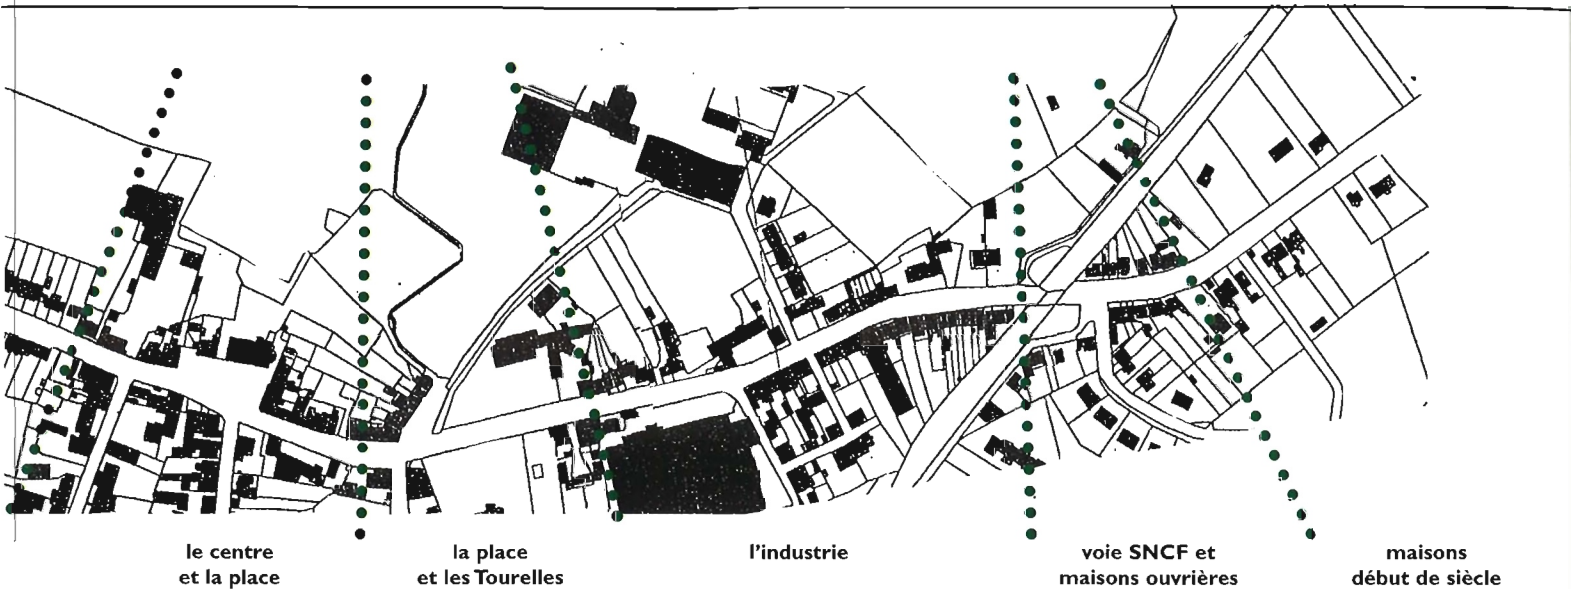 le centre
et la place
la place
et les Tourelles
l'industrie
voie SNCF et
maisons ouvrières
maisons
début de siècle